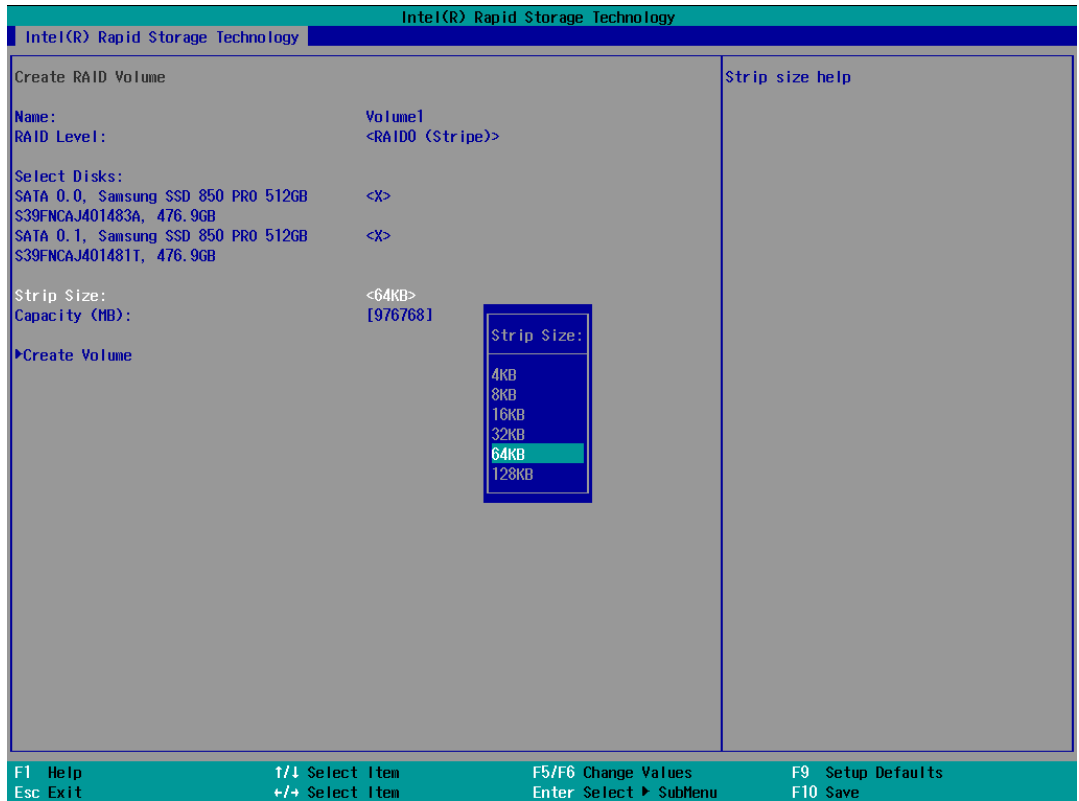 Intel(R) Rapid Storage Technology
Intel(R) Rapid Storage Technology
Create RAID Volume
Strip size help
Name: Volume1
RAID Level: <RAID0 (Stripe)>
Select Disks:
SATA 0.0, Samsung SSD 850 PRO 512GB <X>
S39FNCAJ401483A, 476.9GB
SATA 0.1, Samsung SSD 850 PRO 512GB <X>
S39FNCAJ401481T, 476.9GB
Strip Size: <64KB>
Capacity (MB): [976768]
▶Create Volume
Strip Size:
4KB
8KB
16KB
32KB
64KB
128KB
F1 Help ↑/↓ Select Item F5/F6 Change Values F9 Setup Defaults
Esc Exit ←/→ Select Item Enter Select ▶ SubMenu F10 Save